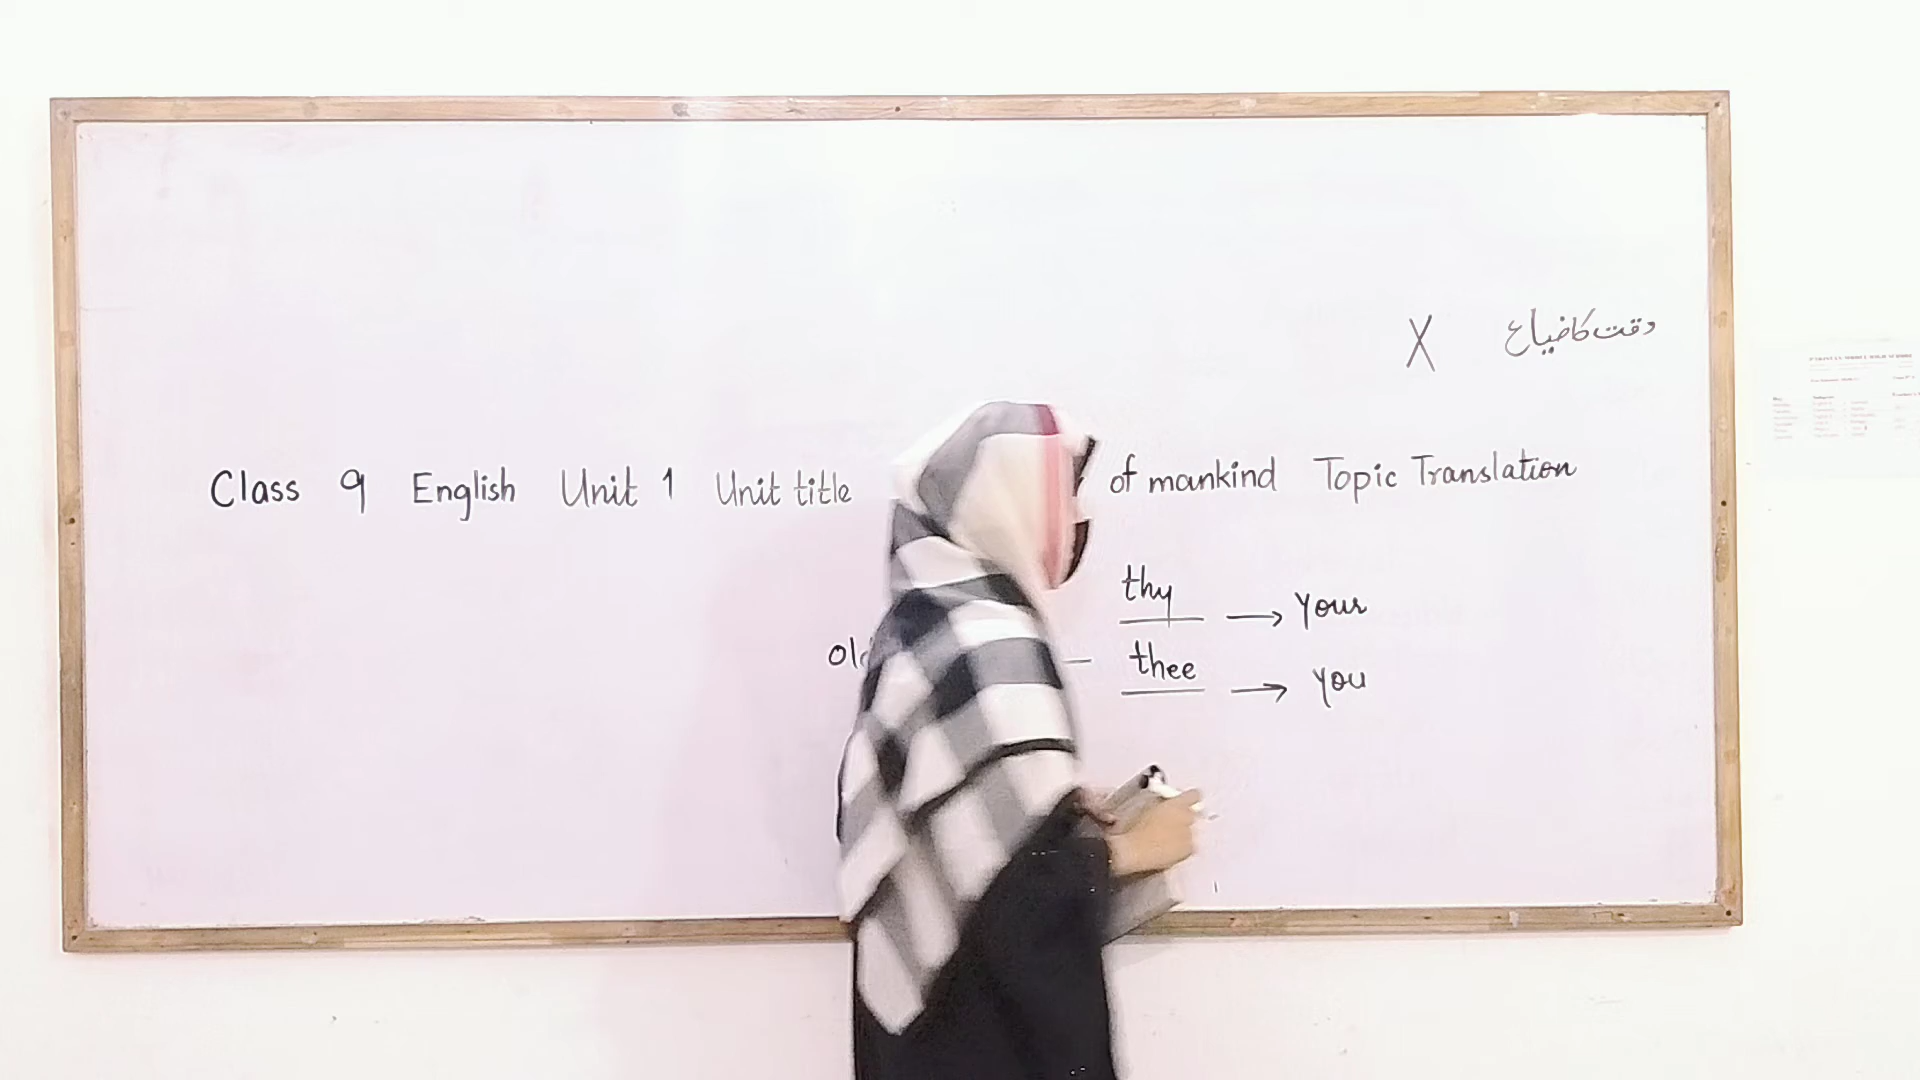 X وقت کا ضیاع
Class 9 English Unit 1 Unit title of mankind Topic Translation
thy → your
thee → you